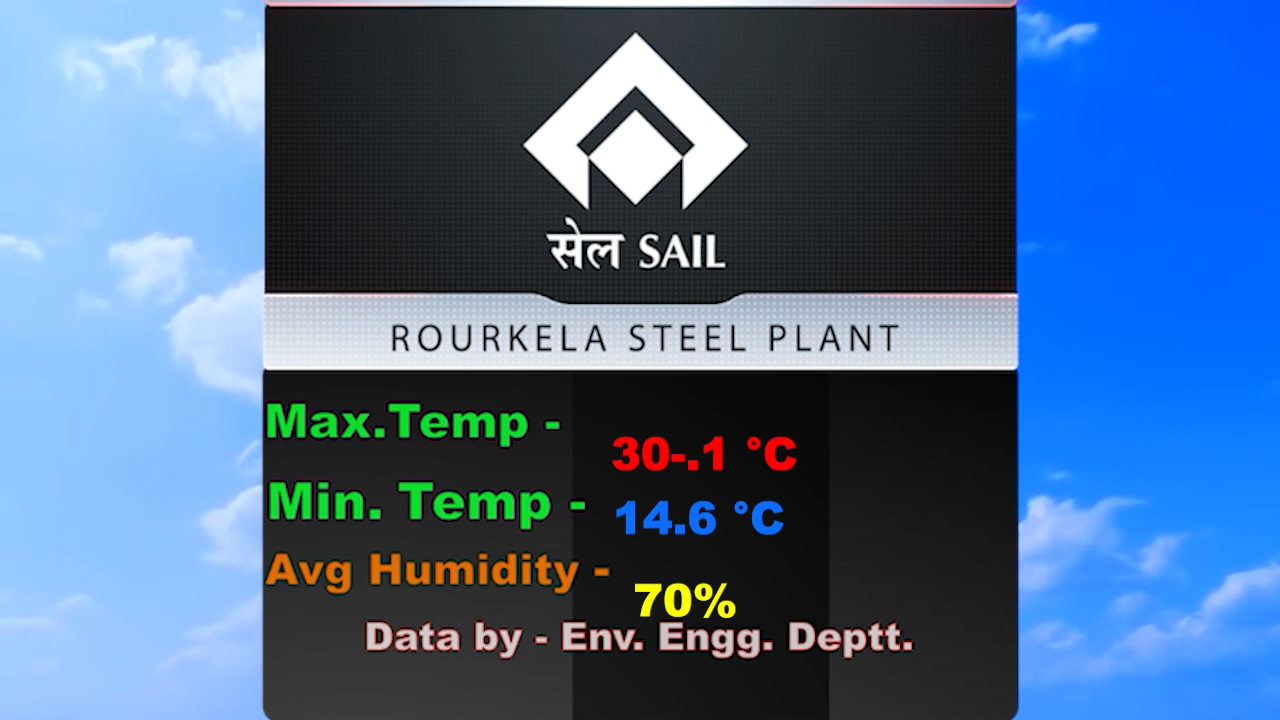 सेल SAIL
ROURKELA STEEL PLANT
Max.Temp - 30-.1 °C
Min. Temp - 14.6 °C
Avg Humidity - 70%
Data by - Env. Engg. Deptt.